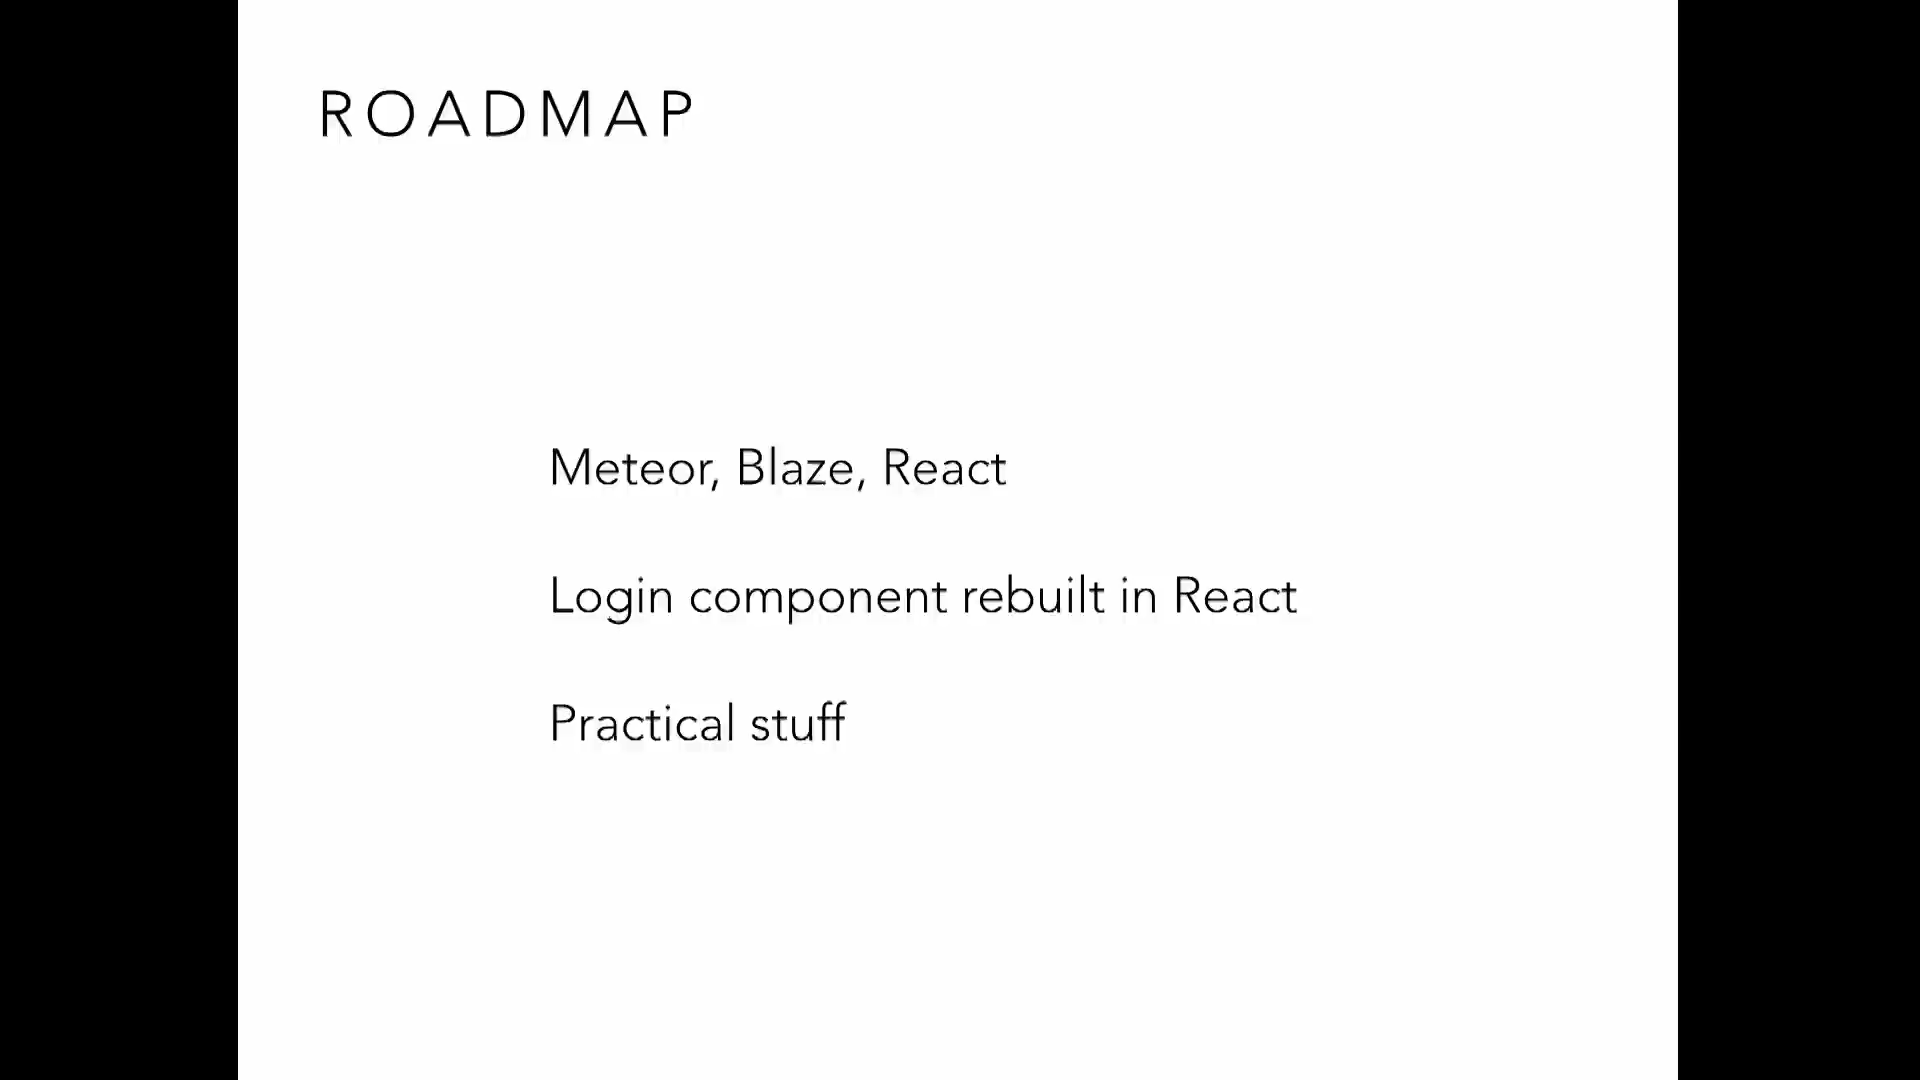 ROADMAP
Meteor, Blaze, React
Login component rebuilt in React
Practical stuff